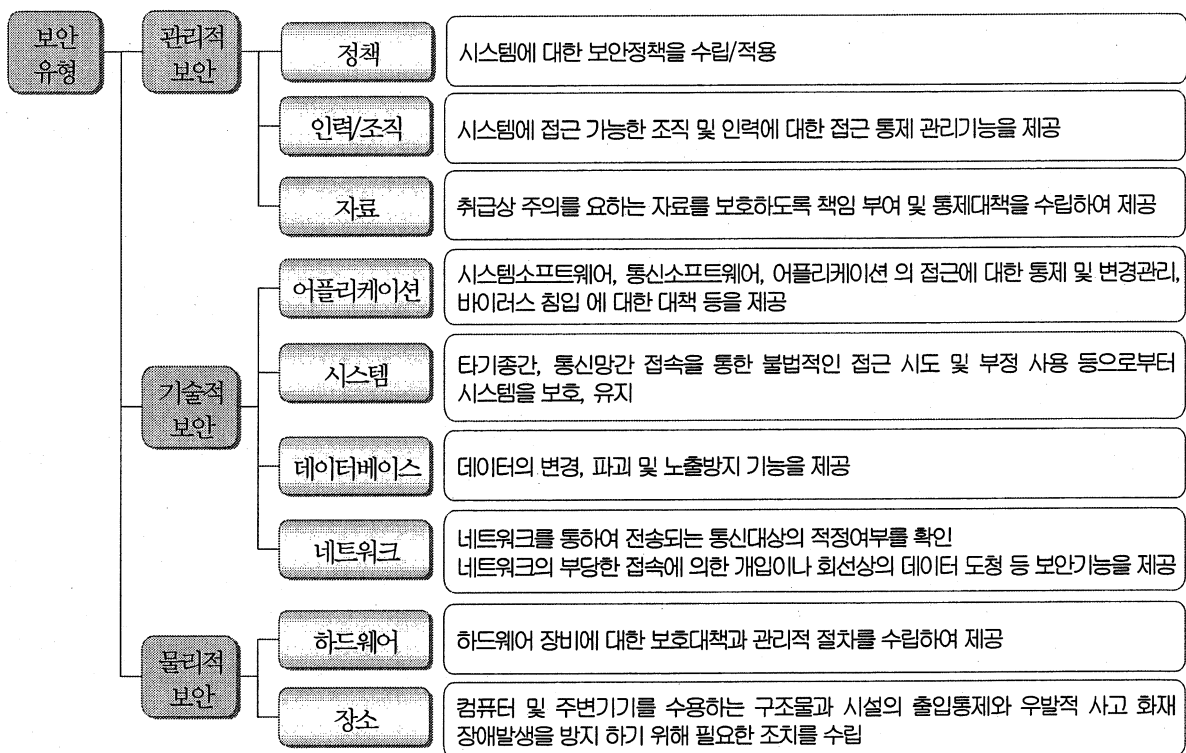 보안
유형
관리적
보안
정책
시스템에 대한 보안정책을 수립/적용
인력/조직
시스템에 접근 가능한 조직 및 인력에 대한 접근 통제 관리기능을 제공
자료
취급상 주의를 요하는 자료를 보호하도록 책임 부여 및 통제대책을 수립하여 제공
기술적
보안
어플리케이션
시스템소프트웨어, 통신소프트웨어, 어플리케이션 의 접근에 대한 통제 및 변경관리,
바이러스 침입 에 대한 대책 등을 제공
시스템
타기종간, 통신망간 접속을 통한 불법적인 접근 시도 및 부정 사용 등으로부터
시스템을 보호, 유지
데이터베이스
데이터의 변경, 파괴 및 노출방지 기능을 제공
네트워크
네트워크를 통하여 전송되는 통신대상의 적정여부를 확인
네트워크의 부당한 접속에 의한 개입이나 회선상의 데이터 도청 등 보안기능을 제공
물리적
보안
하드웨어
하드웨어 장비에 대한 보호대책과 관리적 절차를 수립하여 제공
장소
컴퓨터 및 주변기기를 수용하는 구조물과 시설의 출입통제와 우발적 사고 화재
장애발생을 방지 하기 위해 필요한 조치를 수립